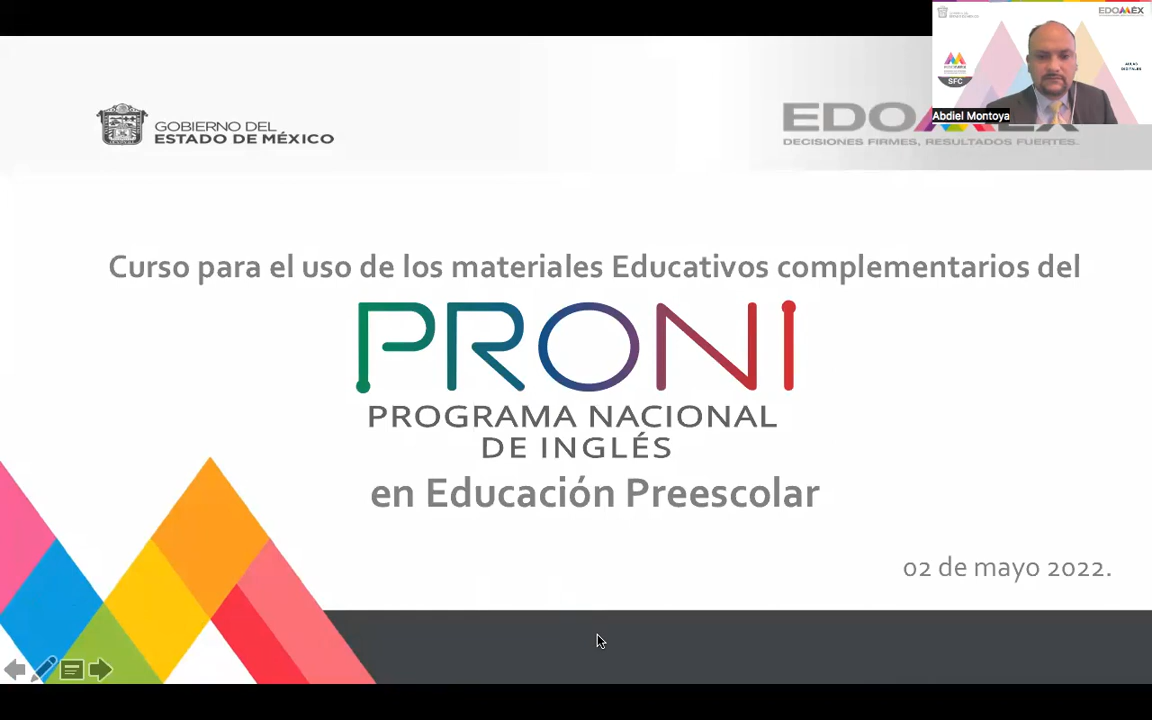 GOBIERNO DEL
ESTADO DE MÉXICO
DECISIONES FIRMES, RESULTADOS FUERTES.
EDOMÉX
SFC
Abdiel Montoya
Curso para el uso de los materiales Educativos complementarios del
PRONI
PROGRAMA NACIONAL
DE INGLÉS
en Educación Preescolar
02 de mayo 2022.